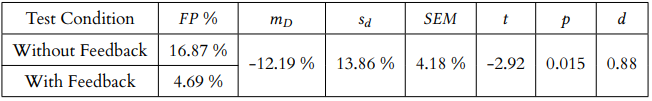 Test Condition FP % m_D s_d SEM t p d
Without Feedback 16.87 %
−12.19 % 13.86 % 4.18 % −2.92 0.015 0.88
With Feedback 4.69 %